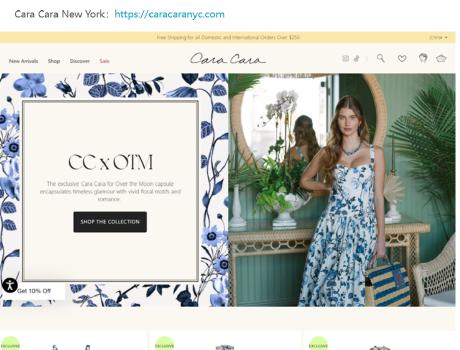 Cara Cara New York： https://caracaranyc.com
Free Shipping for all Domestic and International Orders Over $250
New Arrivals Shop Discover Sale
Cara Cara
CC x OTM
The exclusive Cara Cara for Over the Moon capsule
encapsulates timeless glamour with vivid floral motifs and
romance.
SHOP THE COLLECTION
Get 10% Off
EXCLUSIVE EXCLUSIVE EXCLUSIVE